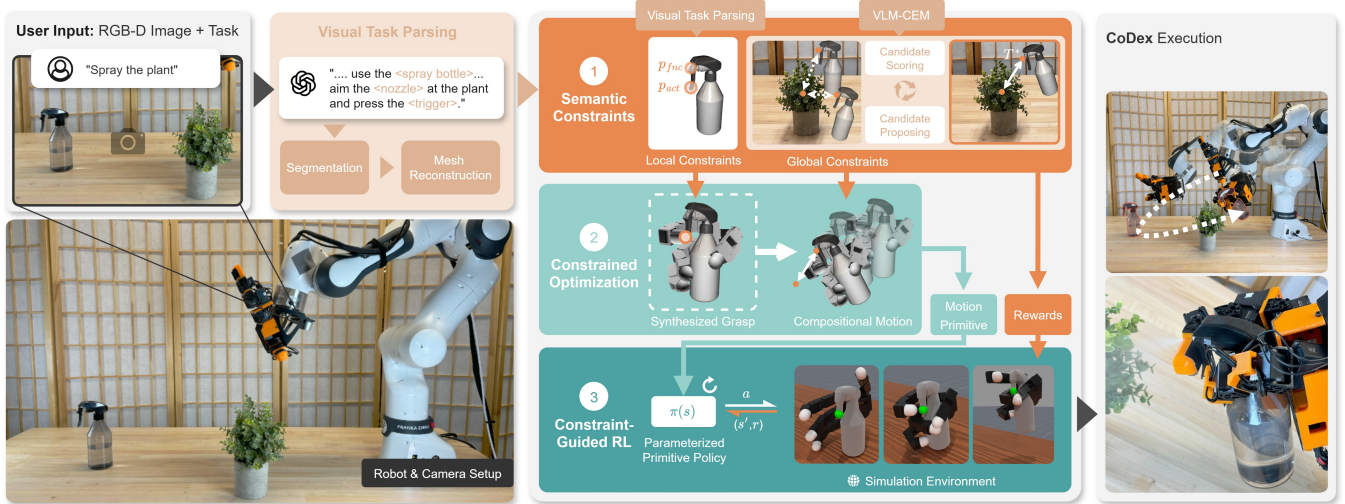 User Input: RGB-D Image + Task
"Spray the plant"
Visual Task Parsing
".... use the <spray bottle>...
aim the <nozzle> at the plant
and press the <trigger>."
Segmentation
Mesh
Reconstruction
Robot & Camera Setup
FRANKA EMIKA
Visual Task Parsing
VLM-CEM
1
Semantic
Constraints
p_fnc
p_act
Local Constraints
Candidate
Scoring
Candidate
Proposing
T*
Global Constraints
2
Constrained
Optimization
Synthesized Grasp
Compositional Motion
Motion
Primitive
Rewards
3
Constraint-
Guided RL
π(s)
Parameterized
Primitive Policy
a
(s′,r)
Simulation Environment
CoDex Execution